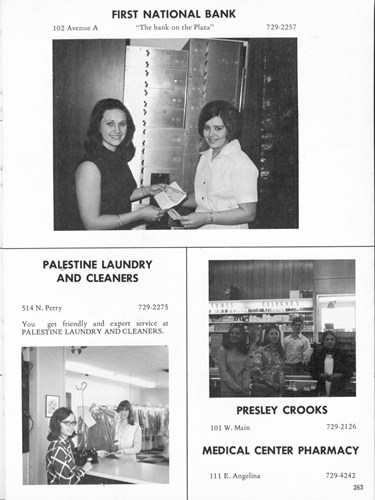 FIRST NATIONAL BANK
102 Avenue A "The bank on the Plaza" 729-2257
PALESTINE LAUNDRY
AND CLEANERS
514 N. Perry 729-2275
You get friendly and expert service at
PALESTINE LAUNDRY AND CLEANERS.
PRESLEY CROOKS
101 W. Main 729-2126
MEDICAL CENTER PHARMACY
111 E. Angelina 729-4242
283